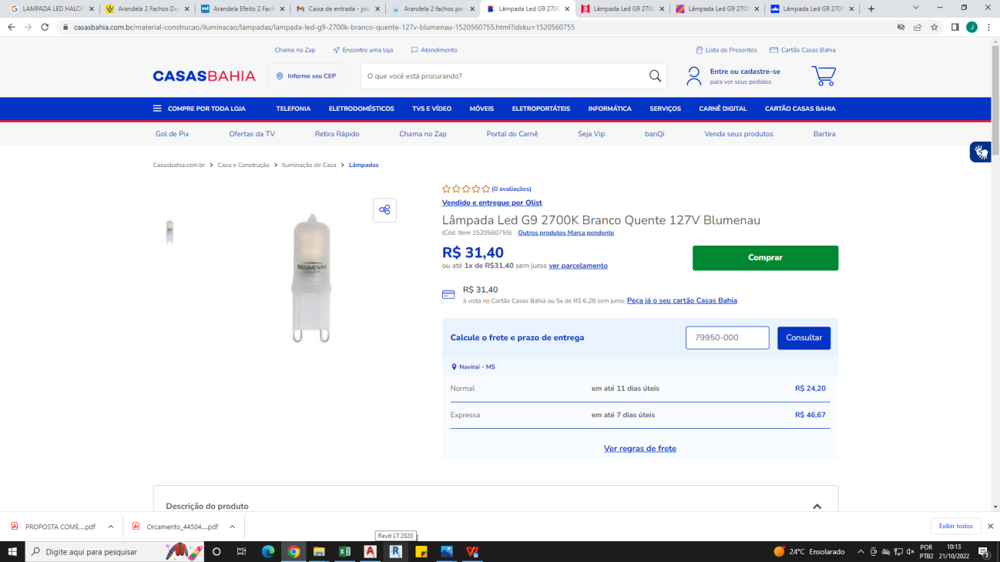 LAMPADA LED HALOP
Arandela 2 Fachos Do
Arandela Efeito 2 Fach
Caixa de entrada - joic
Arandela 2 fachos par
Lâmpada Led G9 2700
Lâmpada Led G9 2700
Lâmpada Led G9 2700
Lâmpada Led G9 2700
casasbahia.com.br/material-construcao/iluminacao/lampadas/lampada-led-g9-2700k-branco-quente-127v-blumenau-1520560755.html?idsku=1520560755
J
Chama no Zap Encontre uma loja Atendimento Lista de Presentes Cartão Casas Bahia
CASASBAHIA
Informe seu CEP
O que você está procurando?
Entre ou cadastre-se
para ver seus pedidos
COMPRE POR TODA LOJA TELEFONIA ELETRODOMÉSTICOS TVS E VÍDEO MÓVEIS ELETROPORTÁTEIS INFORMÁTICA SERVIÇOS CARNÊ DIGITAL CARTÃO CASAS BAHIA
Gol de Pix Ofertas da TV Retira Rápido Chama no Zap Portal do Carnê Seja Vip banQi Venda seus produtos Bartira
Casasbahia.com.br > Casa e Construção > Iluminação de Casa > Lâmpadas
BLUMENAU
(0 avaliações)
Vendido e entregue por Olist
Lâmpada Led G9 2700K Branco Quente 127V Blumenau
(Cód. Item 1520560755) Outros produtos Marca pendente
R$ 31,40
ou até 1x de R$31,40 sem juros ver parcelamento
Comprar
R$ 31,40
à vista no Cartão Casas Bahia ou 5x de R$ 6,28 sem juros. Peça já o seu cartão Casas Bahia
Calcule o frete e prazo de entrega
79950-000
Consultar
Naviraí - MS
Normal em até 11 dias úteis R$ 24,20
Expressa em até 7 dias úteis R$ 46,67
Ver regras de frete
Descrição do produto
PROPOSTA COME....pdf
Orcamento_44504....pdf
Exibir todos
Revit LT 2020
Digite aqui para pesquisar
24°C Ensolarado
POR
PTB2
10:13
21/10/2022
3